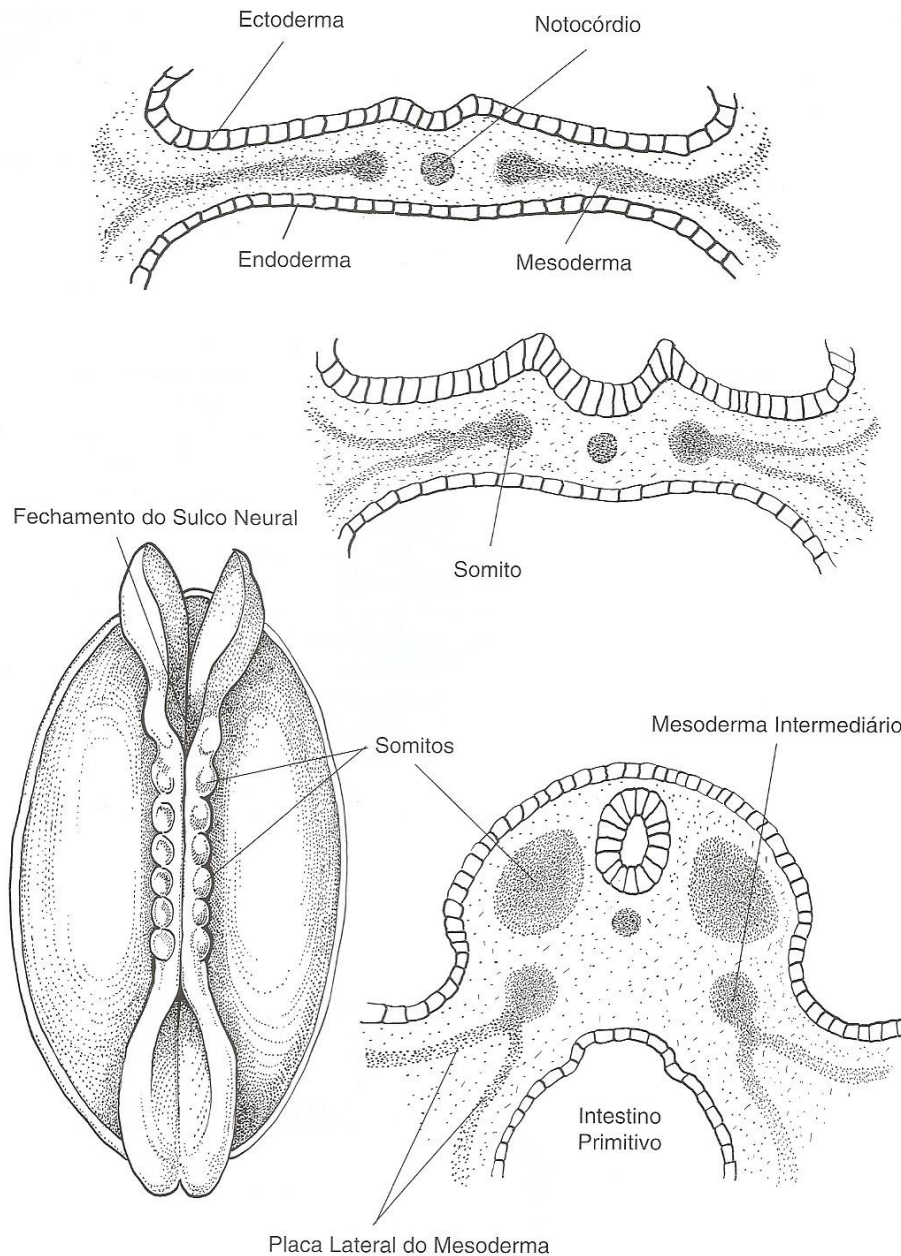 Ectoderma
Notocórdio
Endoderma
Mesoderma
Fechamento do Sulco Neural
Somito
Somitos
Mesoderma Intermediário
Intestino
Primitivo
Placa Lateral do Mesoderma